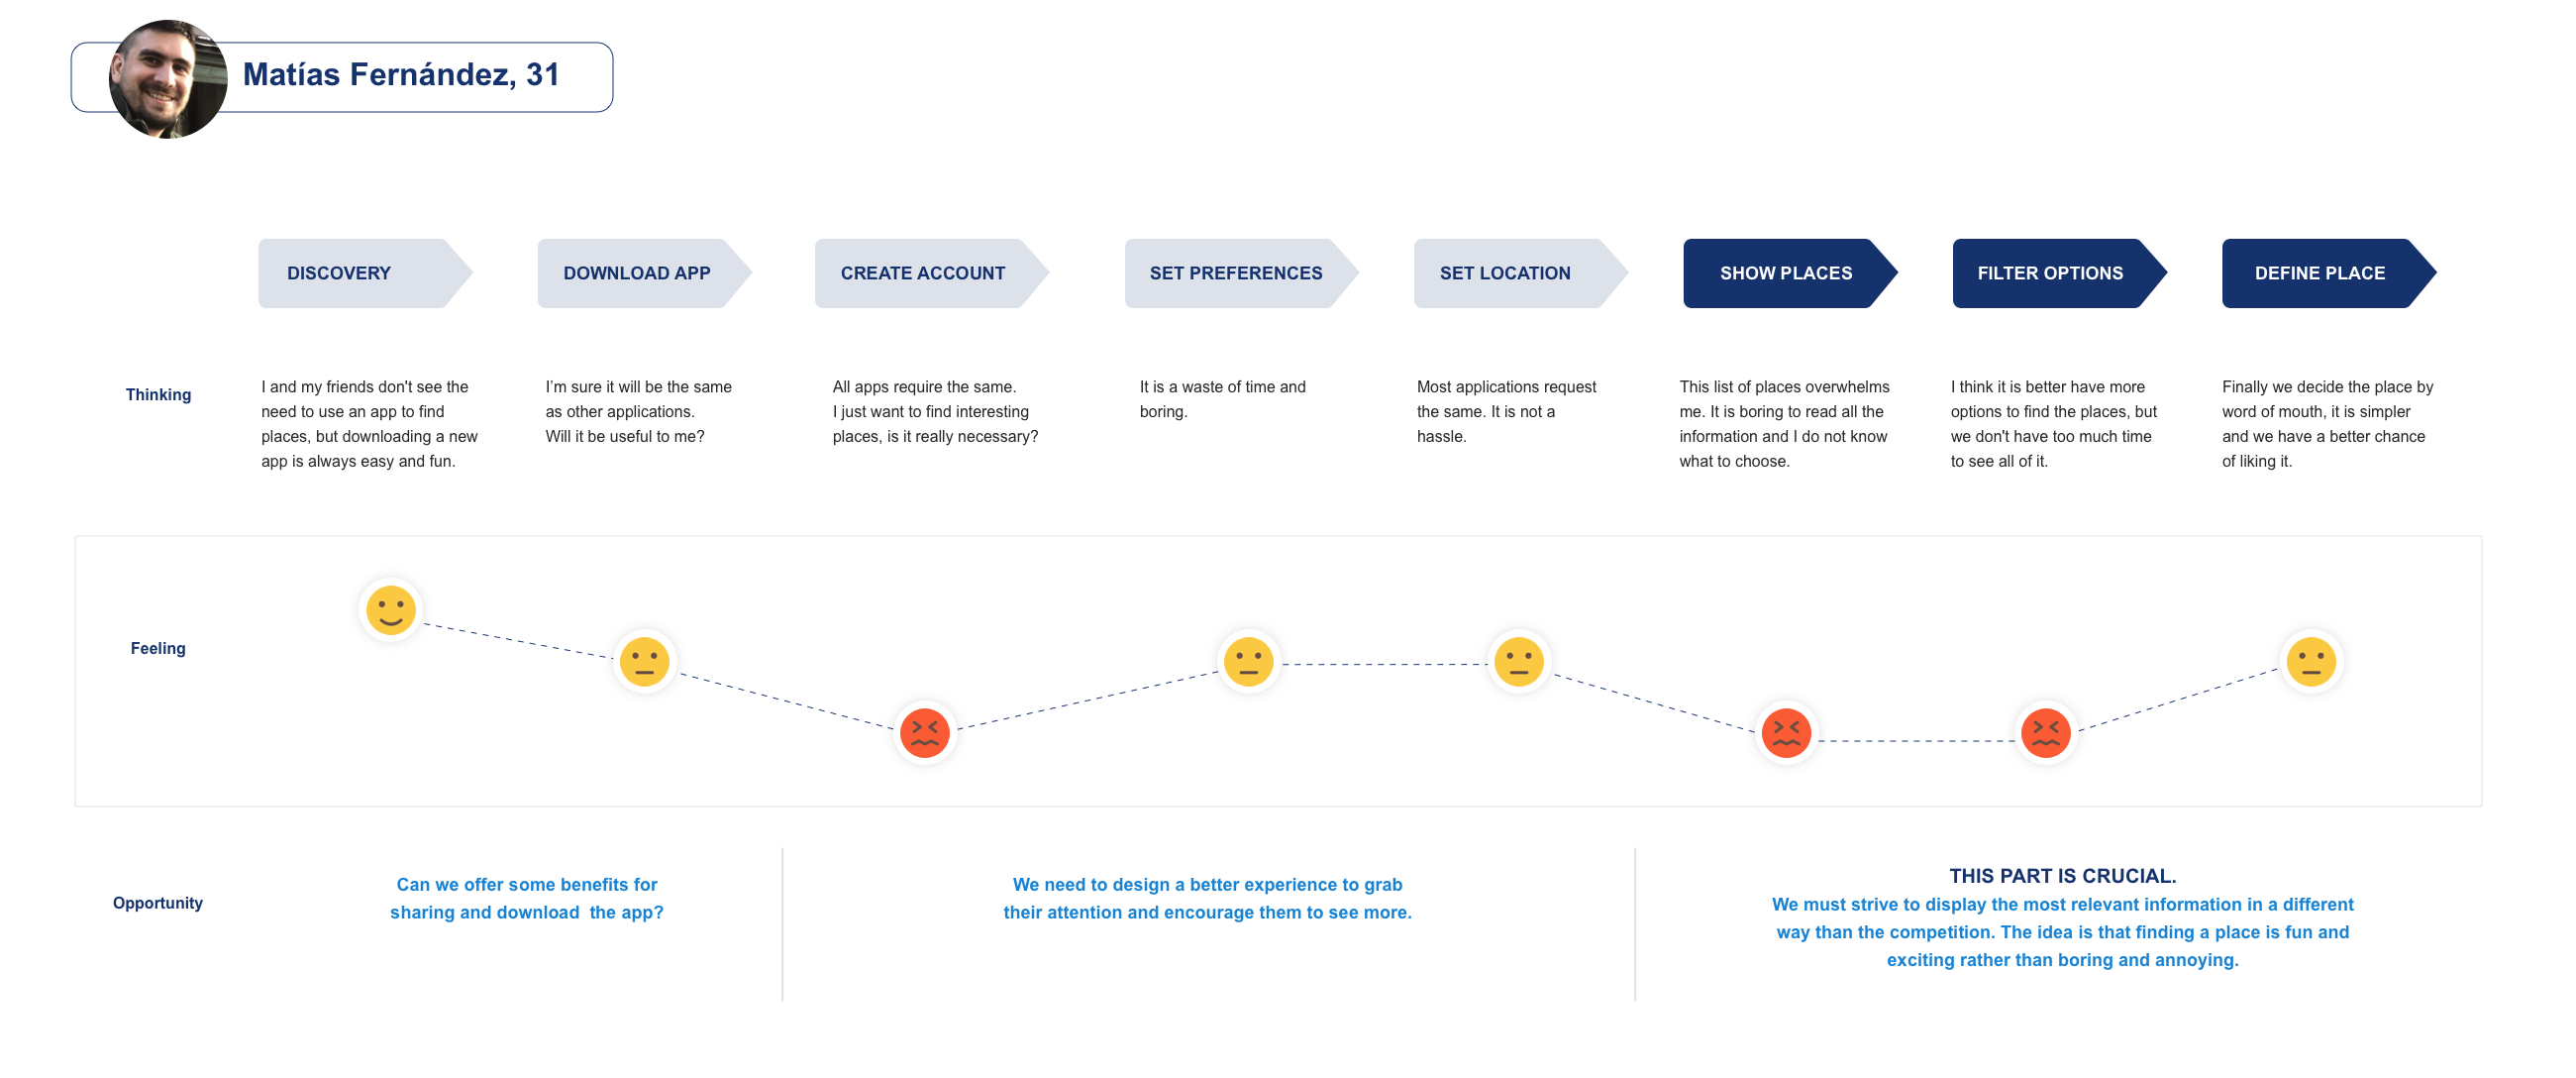 Matías Fernández, 31
DISCOVERY
DOWNLOAD APP
CREATE ACCOUNT
SET PREFERENCES
SET LOCATION
SHOW PLACES
FILTER OPTIONS
DEFINE PLACE
Thinking
I and my friends don't see the
need to use an app to find
places, but downloading a new
app is always easy and fun.
I’m sure it will be the same
as other applications.
Will it be useful to me?
All apps require the same.
I just want to find interesting
places, is it really necessary?
It is a waste of time and
boring.
Most applications request
the same. It is not a
hassle.
This list of places overwhelms
me. It is boring to read all the
information and I do not know
what to choose.
I think it is better have more
options to find the places, but
we don't have too much time
to see all of it.
Finally we decide the place by
word of mouth, it is simpler
and we have a better chance
of liking it.
Feeling
Opportunity
Can we offer some benefits for
sharing and download  the app?
We need to design a better experience to grab
their attention and encourage them to see more.
THIS PART IS CRUCIAL.
We must strive to display the most relevant information in a different
way than the competition. The idea is that finding a place is fun and
exciting rather than boring and annoying.